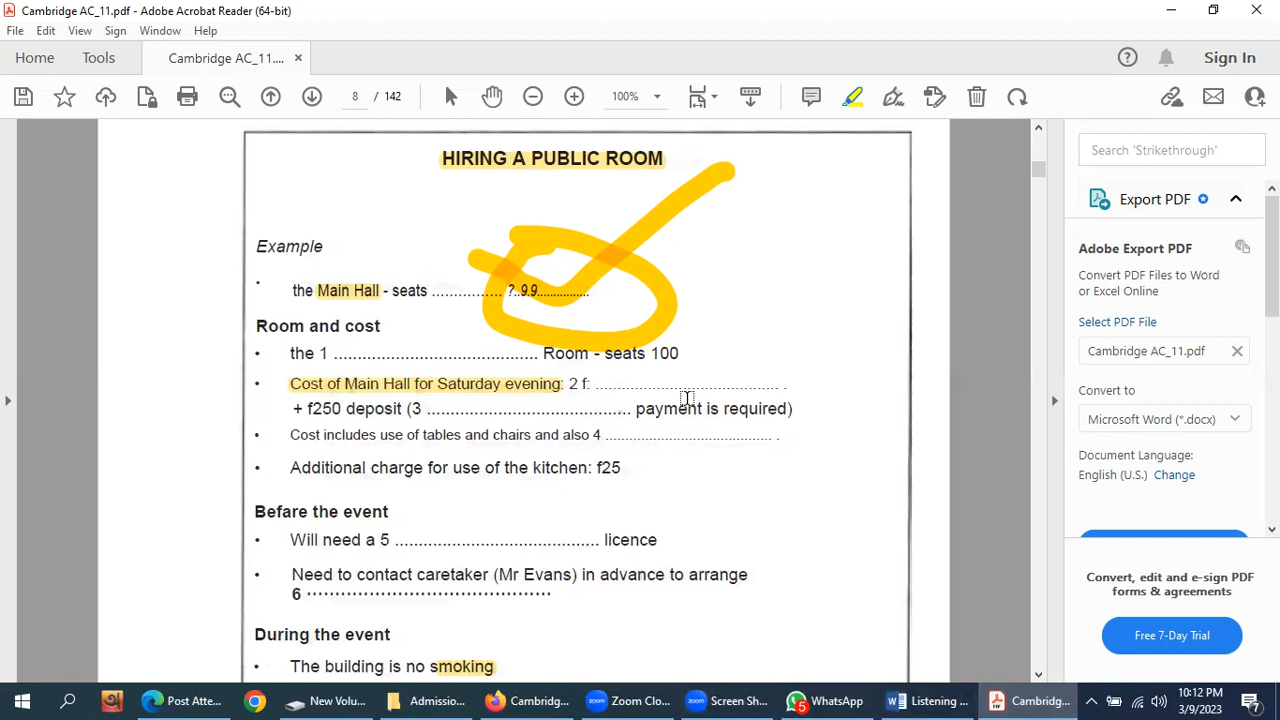 Cambridge AC_11.pdf - Adobe Acrobat Reader (64-bit)
File Edit View Sign Window Help
Home Tools Cambridge AC_11.... ×
8 / 142 100%
Sign In
HIRING A PUBLIC ROOM
Example
• the Main Hall - seats ............... ?..9.9...............
Room and cost
• the 1 .......................................... Room - seats 100
• Cost of Main Hall for Saturday evening: 2 f: .......................................... .
+ f250 deposit (3 .......................................... payment is required)
• Cost includes use of tables and chairs and also 4 .......................................... .
• Additional charge for use of the kitchen: f25
Befare the event
• Will need a 5 .......................................... licence
• Need to contact caretaker (Mr Evans) in advance to arrange
6 ..........................................
During the event
• The building is no smoking
Search 'Strikethrough'
Export PDF
Adobe Export PDF
Convert PDF Files to Word
or Excel Online
Select PDF File
Cambridge AC_11.pdf
Convert to
Microsoft Word (*.docx)
Document Language:
English (U.S.) Change
Convert, edit and e-sign PDF
forms & agreements
Free 7-Day Trial
Post Atte... New Volu... Admissio... Cambridg... Zoom Clo... Screen Sh... 5 WhatsApp Listening ... Cambridg...
10:12 PM
3/9/2023
7